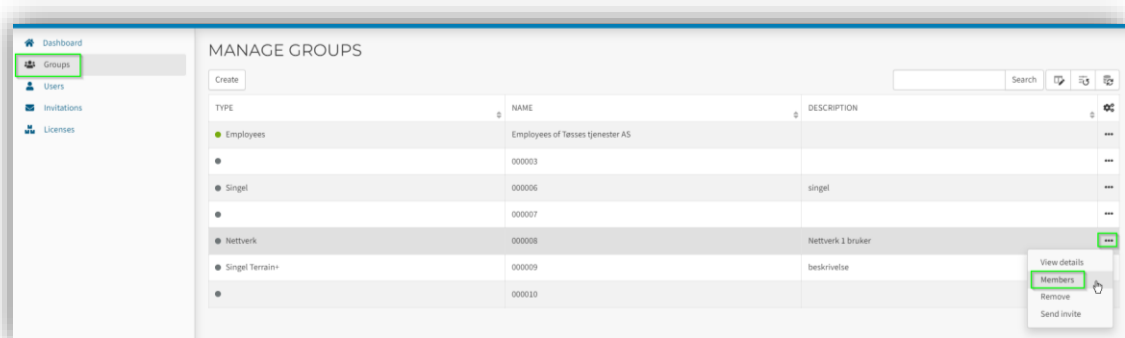 Dashboard
Groups
Users
Invitations
Licenses
MANAGE GROUPS
Create
Search
TYPE NAME DESCRIPTION
Employees Employees of Tøsses tjenester AS
000003
Singel 000006 singel
000007
Nettverk 000008 Nettverk 1 bruker
Singel Terrain+ 000009 beskrivelse
000010
View details
Members
Remove
Send invite